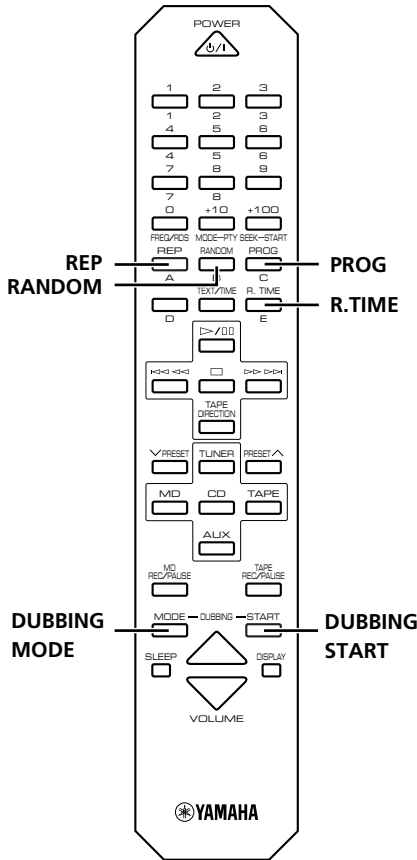 POWER
⏻/I
1 2 3
1 2 3
4 5 6
4 5 6
7 8 9
7 8
0 +10 +100
FREQ/RDS MODE—PTY SEEK—START
REP REP RANDOM PROG PROG
RANDOM A B C
TEXT/TIME R. TIME R.TIME
D E
▷/▯▯
|◁◁ ◁◁ □ ▷▷ ▷▷|
TAPE
DIRECTION
∨ PRESET TUNER PRESET ∧
MD CD TAPE
AUX
MD
REC/PAUSE
TAPE
REC/PAUSE
DUBBING
MODE
MODE — DUBBING — START
DUBBING
START
SLEEP DISPLAY
VOLUME
YAMAHA